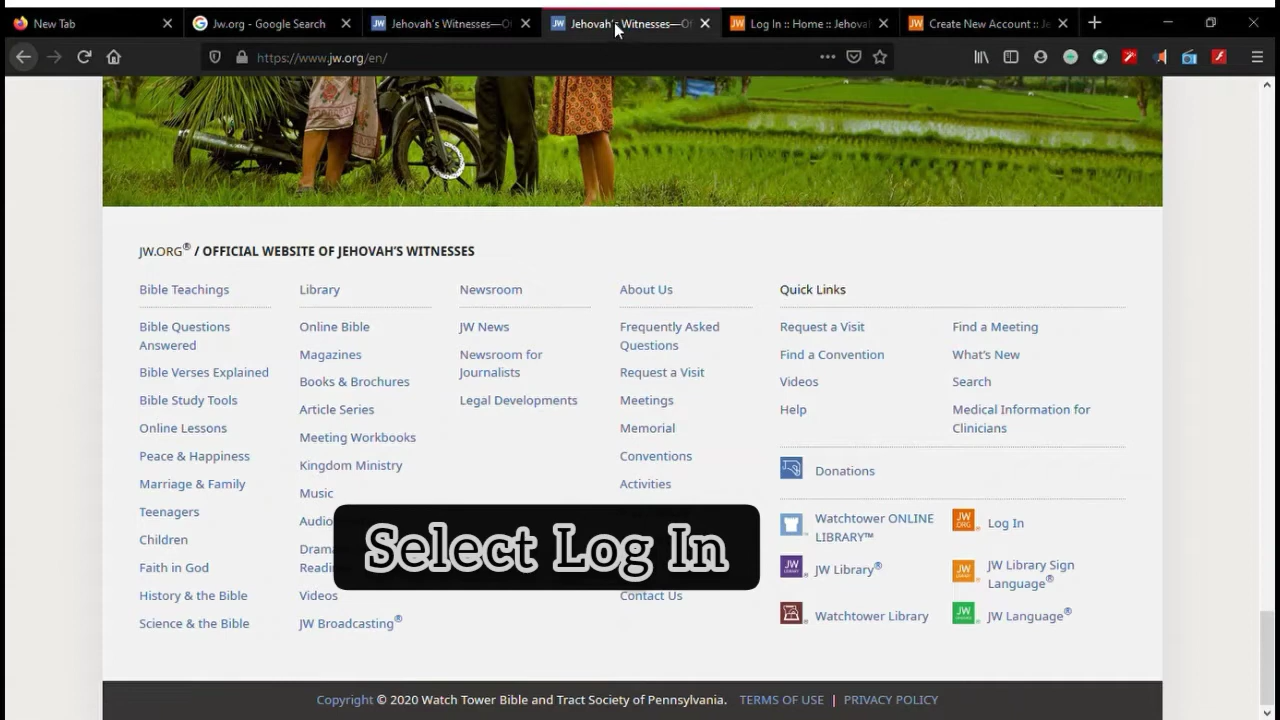 New Tab
Jw.org - Google Search
Jehovah's Witnesses—Of
Jehovah's Witnesses—Of
Log In :: Home :: Jehovah
Create New Account :: Je
https://www.jw.org/en/
JW.ORG® / OFFICIAL WEBSITE OF JEHOVAH'S WITNESSES
Bible Teachings
Bible Questions
Answered
Bible Verses Explained
Bible Study Tools
Online Lessons
Peace & Happiness
Marriage & Family
Teenagers
Children
Faith in God
History & the Bible
Science & the Bible
Library
Online Bible
Magazines
Books & Brochures
Article Series
Meeting Workbooks
Kingdom Ministry
Music
Audio
Drama
Readi
Videos
JW Broadcasting®
Newsroom
JW News
Newsroom for
Journalists
Legal Developments
About Us
Frequently Asked
Questions
Request a Visit
Meetings
Memorial
Conventions
Activities
Contact Us
Quick Links
Request a Visit
Find a Convention
Videos
Help
Find a Meeting
What's New
Search
Medical Information for
Clinicians
Donations
Watchtower ONLINE
LIBRARY™
JW Library®
Watchtower Library
JW.ORG
Log In
JW Library Sign
Language®
JW Language®
Select Log In
Copyright © 2020 Watch Tower Bible and Tract Society of Pennsylvania. TERMS OF USE | PRIVACY POLICY